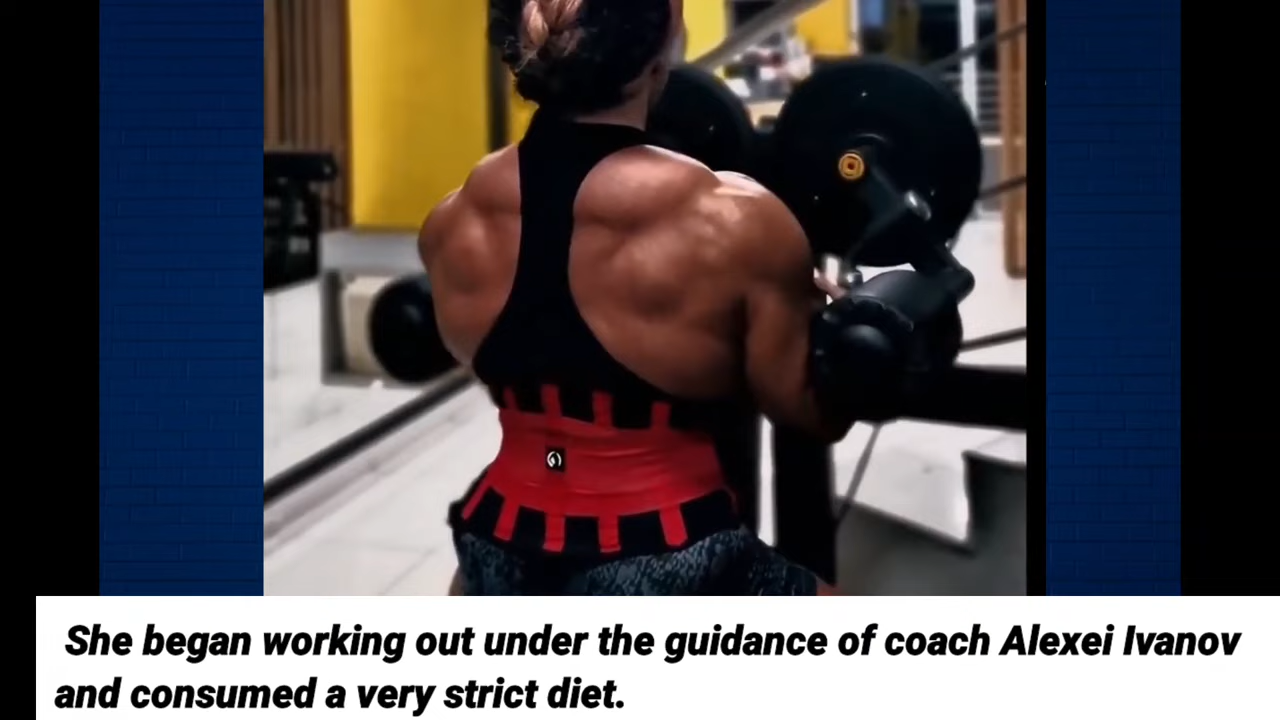 She began working out under the guidance of coach Alexei Ivanov
and consumed a very strict diet.